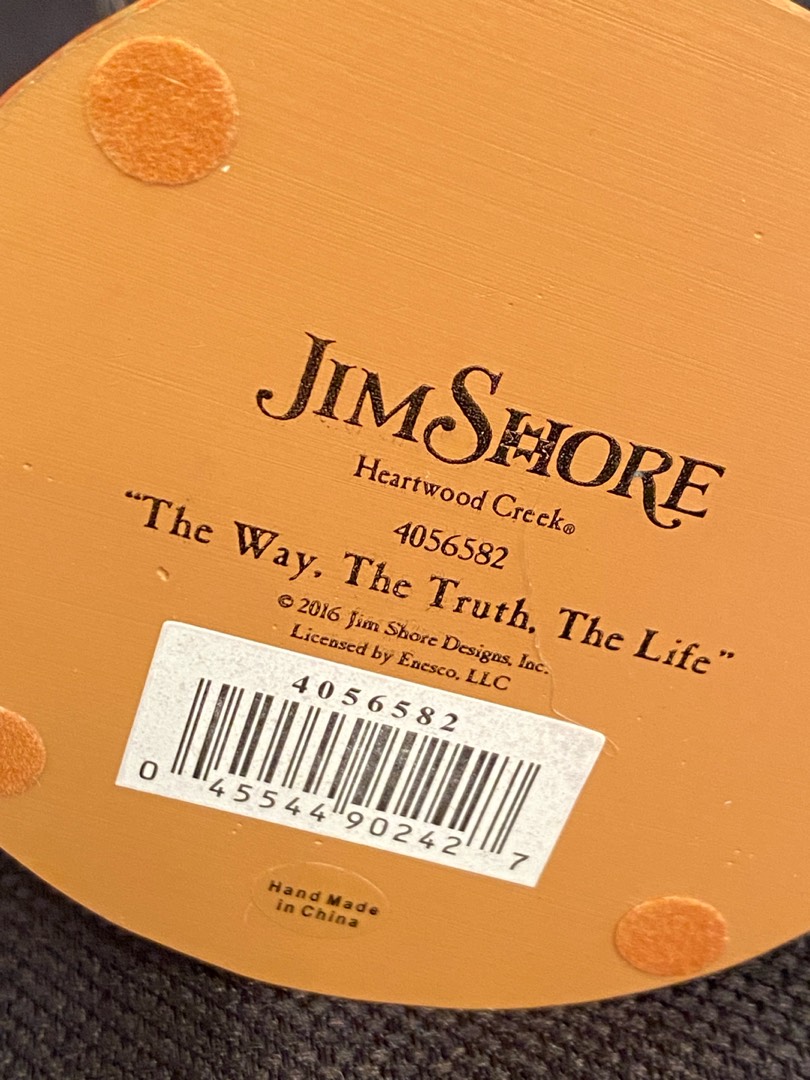 JIM SHORE
Heartwood Creek®
4056582
“The Way, The Truth, The Life”
© 2016 Jim Shore Designs, Inc.
Licensed by Enesco, LLC
4056582
0 45544 90242 7
Hand Made
in China